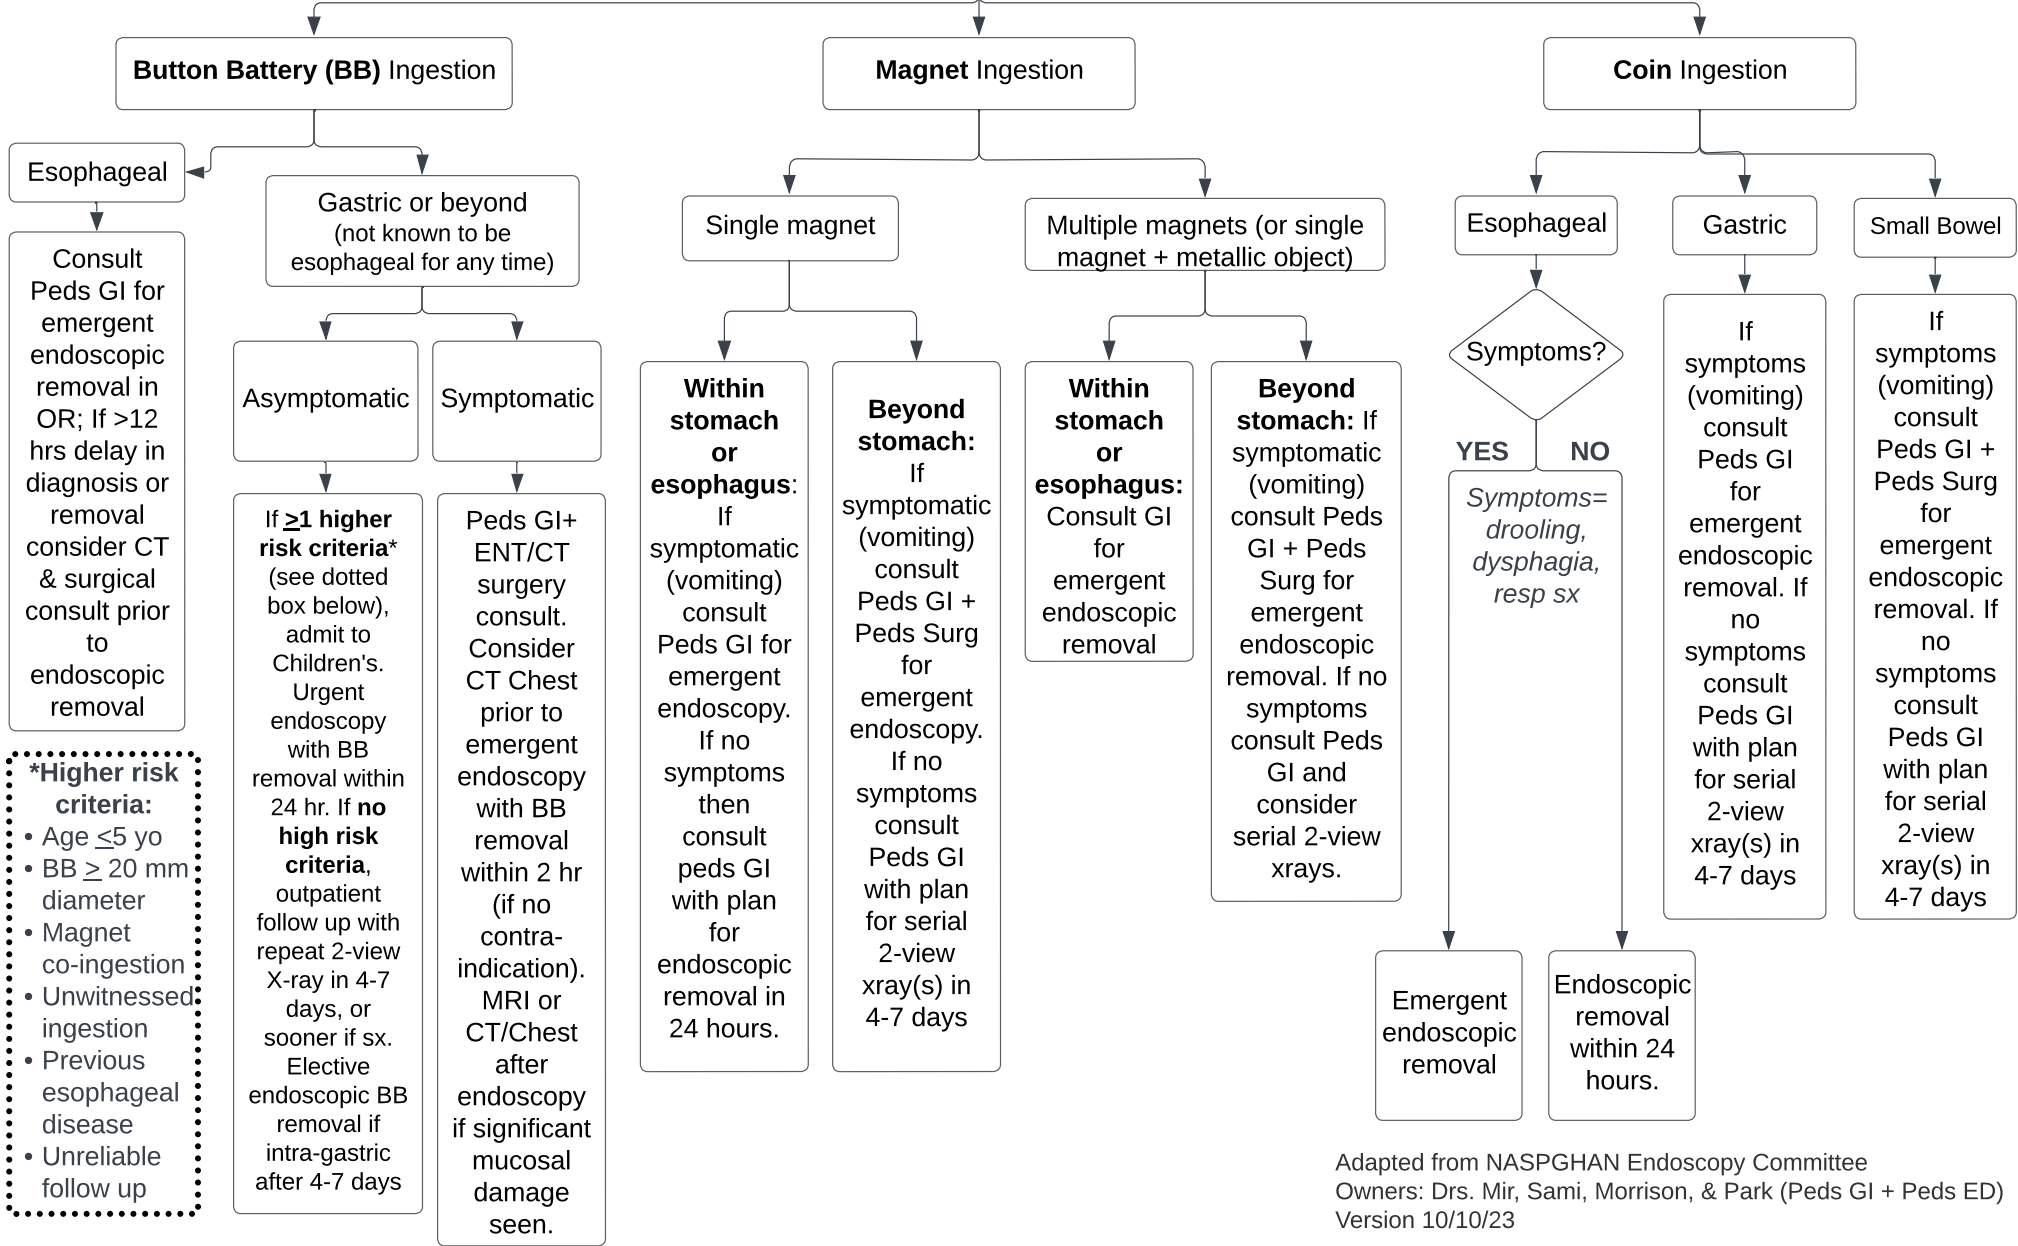 Button Battery (BB) Ingestion
Esophageal
Consult
Peds GI for
emergent
endoscopic
removal in
OR; If >12
hrs delay in
diagnosis or
removal
consider CT
& surgical
consult prior
to
endoscopic
removal
*Higher risk
criteria:
• Age <5 yo
• BB > 20 mm
diameter
• Magnet
co-ingestion
• Unwitnessed
ingestion
• Previous
esophageal
disease
• Unreliable
follow up
Gastric or beyond
(not known to be
esophageal for any time)
Asymptomatic
If >1 higher
risk criteria*
(see dotted
box below),
admit to
Children's.
Urgent
endoscopy
with BB
removal within
24 hr. If no
high risk
criteria,
outpatient
follow up with
repeat 2-view
X-ray in 4-7
days, or
sooner if sx.
Elective
endoscopic BB
removal if
intra-gastric
after 4-7 days
Symptomatic
Peds GI+
ENT/CT
surgery
consult.
Consider
CT Chest
prior to
emergent
endoscopy
with BB
removal
within 2 hr
(if no
contra-
indication).
MRI or
CT/Chest
after
endoscopy
if significant
mucosal
damage
seen.
Magnet Ingestion
Single magnet
Within
stomach
or
esophagus:
If
symptomatic
(vomiting)
consult
Peds GI for
emergent
endoscopy.
If no
symptoms
then
consult
peds GI
with plan
for
endoscopic
removal in
24 hours.
Beyond
stomach:
If
symptomatic
(vomiting)
consult
Peds GI +
Peds Surg
for
emergent
endoscopy.
If no
symptoms
consult
Peds GI
with plan
for serial
2-view
xray(s) in
4-7 days
Multiple magnets (or single
magnet + metallic object)
Within
stomach
or
esophagus:
Consult GI
for
emergent
endoscopic
removal
Beyond
stomach: If
symptomatic
(vomiting)
consult Peds
GI + Peds
Surg for
emergent
endoscopic
removal. If no
symptoms
consult Peds
GI and
consider
serial 2-view
xrays.
Coin Ingestion
Esophageal
Symptoms?
YES
NO
Symptoms=
drooling,
dysphagia,
resp sx
Emergent
endoscopic
removal
Endoscopic
removal
within 24
hours.
Gastric
If
symptoms
(vomiting)
consult
Peds GI
for
emergent
endoscopic
removal. If
no
symptoms
consult
Peds GI
with plan
for serial
2-view
xray(s) in
4-7 days
Small Bowel
If
symptoms
(vomiting)
consult
Peds GI +
Peds Surg
for
emergent
endoscopic
removal. If
no
symptoms
consult
Peds GI
with plan
for serial
2-view
xray(s) in
4-7 days
Adapted from NASPGHAN Endoscopy Committee
Owners: Drs. Mir, Sami, Morrison, & Park (Peds GI + Peds ED)
Version 10/10/23